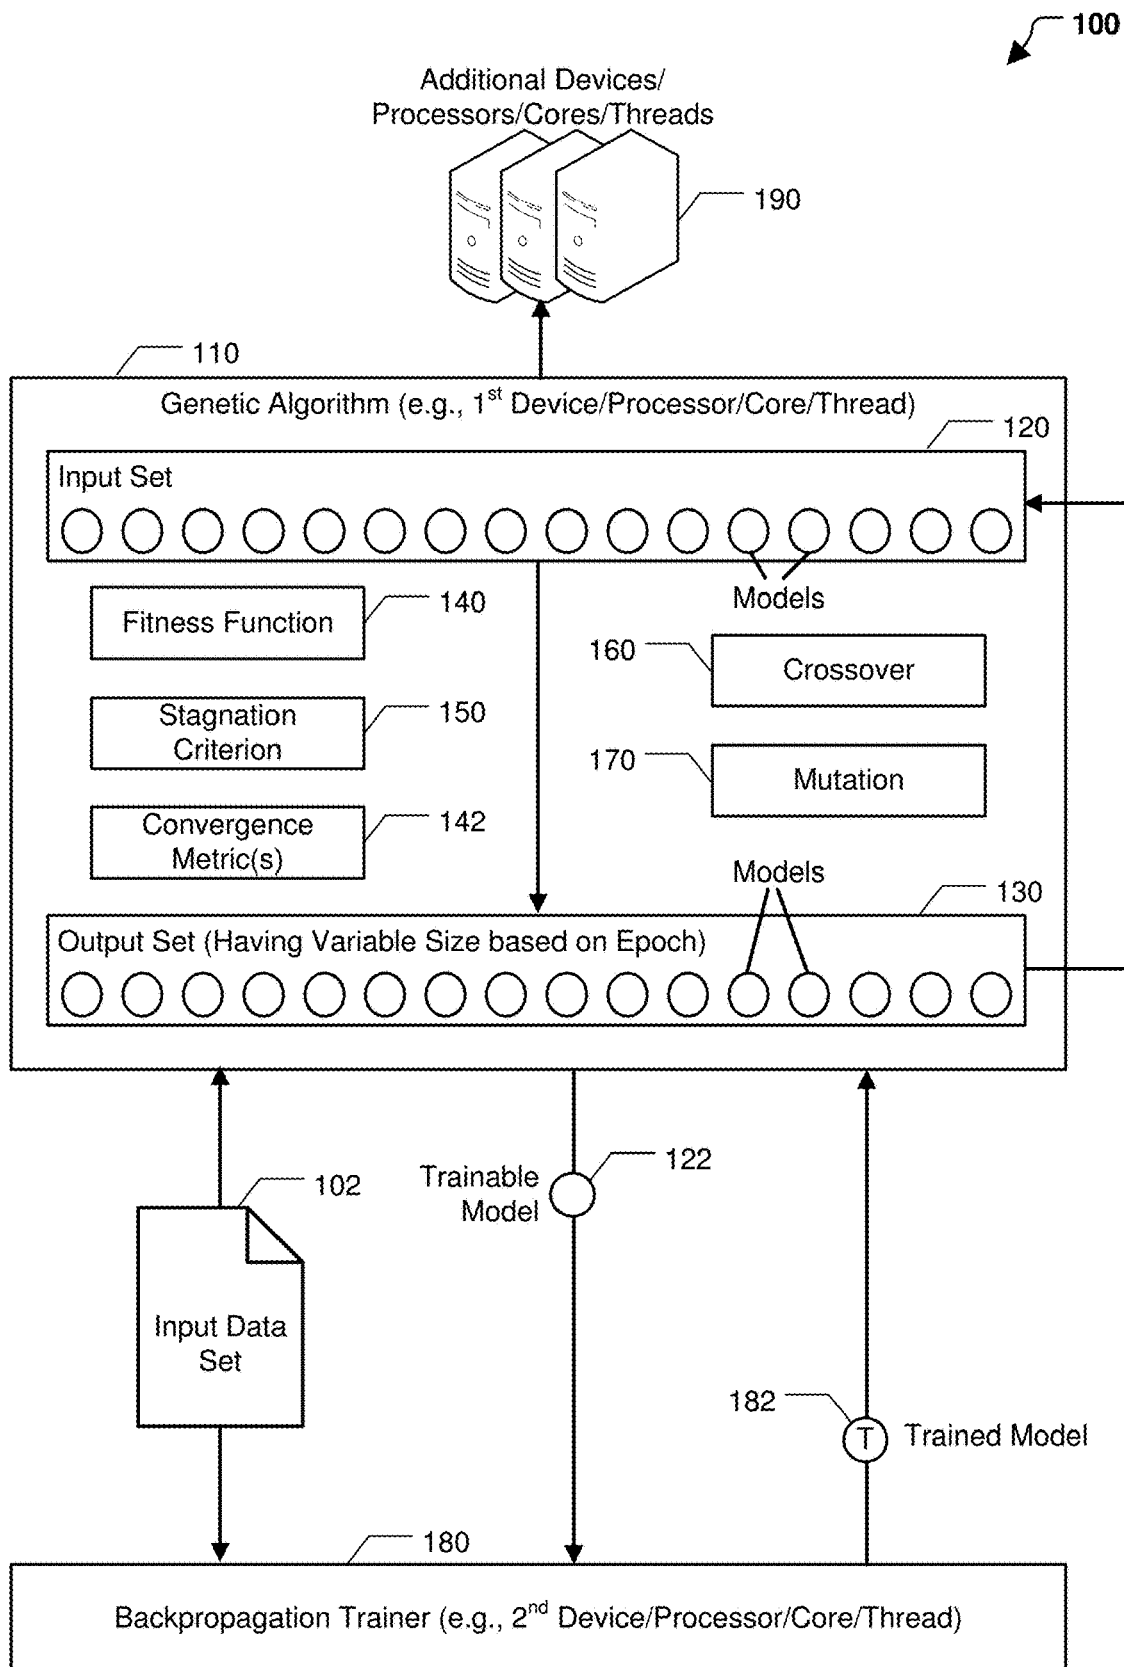 100
Additional Devices/
Processors/Cores/Threads
190
110
Genetic Algorithm (e.g., 1st Device/Processor/Core/Thread)
120
Input Set
Models
Fitness Function
140
160
Crossover
Stagnation
Criterion
150
170
Mutation
Convergence
Metric(s)
142
Models
130
Output Set (Having Variable Size based on Epoch)
102
Input Data
Set
Trainable
Model
122
182
T
Trained Model
180
Backpropagation Trainer (e.g., 2nd Device/Processor/Core/Thread)